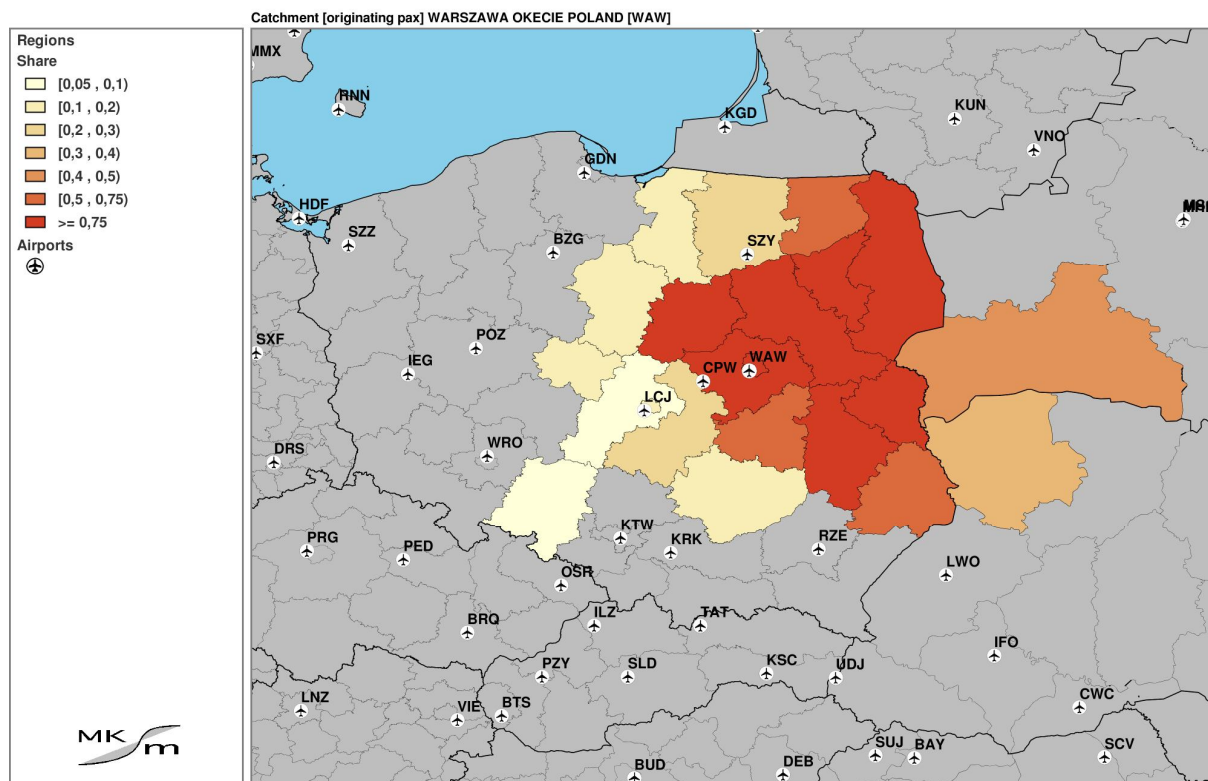 Catchment [originating pax] WARSZAWA OKECIE POLAND [WAW]
Regions
Share
[0,05 , 0,1)
[0,1 , 0,2)
[0,2 , 0,3)
[0,3 , 0,4)
[0,4 , 0,5)
[0,5 , 0,75)
>= 0,75
Airports
MMX
RNN
KGD
KUN
VNO
GDN
HDF
SZZ
BZG
SZY
SXF
POZ
IEG
WAW
CPW
LCJ
DRS
WRO
PRG
PED
KTW
KRK
RZE
LWO
OSR
BRQ
ILZ
TAT
IFO
PZY
SLD
KSC
UDJ
LNZ
VIE
BTS
CWC
BUD
DEB
SUJ
BAY
SCV
MK
m